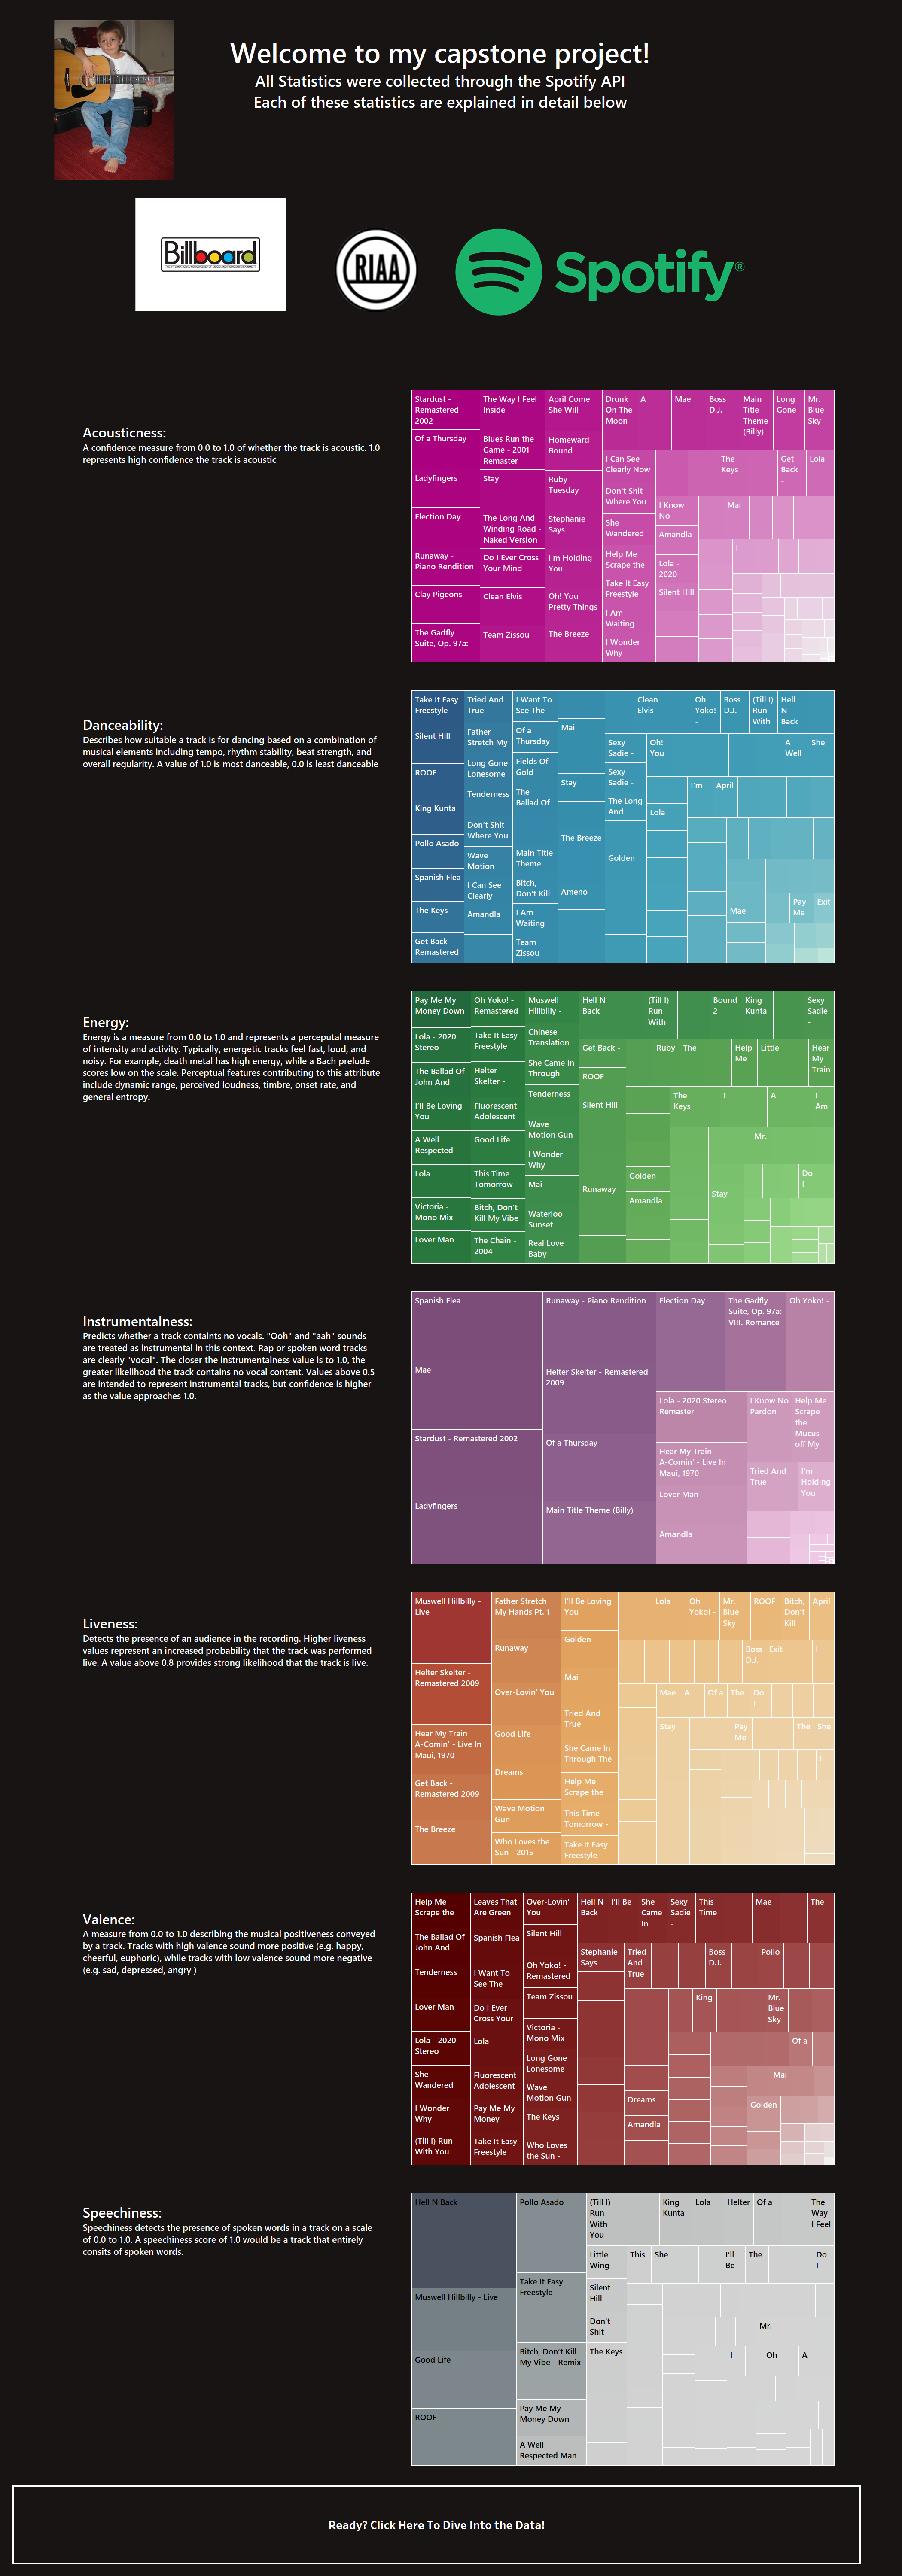 Welcome to my capstone project!
All Statistics were collected through the Spotify API
Each of these statistics are explained in detail below
Billboard
RIAA
Spotify®
Acousticness:
A confidence measure from 0.0 to 1.0 of whether the track is acoustic. 1.0
represents high confidence the track is acoustic
Stardust -
Remastered
2002
Of a Thursday
Ladyfingers
Election Day
Runaway -
Piano Rendition
Clay Pigeons
The Gadfly
Suite, Op. 97a:
The Way I Feel
Inside
Blues Run the
Game - 2001
Remaster
Stay
The Long And
Winding Road -
Naked Version
Do I Ever Cross
Your Mind
Clean Elvis
Team Zissou
April Come
She Will
Homeward
Bound
Ruby
Tuesday
Stephanie
Says
I'm Holding
You
Oh! You
Pretty Things
The Breeze
Drunk
On The
Moon
A
Mae
Boss
D.J.
Main
Title
Theme
(Billy)
Long
Gone
Mr.
Blue
Sky
I Can See
Clearly Now
Don't Shit
Where You
She
Wandered
Help Me
Scrape the
Take It Easy
Freestyle
I Am
Waiting
I Wonder
Why
The
Keys
Get
Back
-
Lola
I Know
No
Amandla
Lola -
2020
Silent Hill
Mai
I
Danceability:
Describes how suitable a track is for dancing based on a combination of
musical elements including tempo, rhythm stability, beat strength, and
overall regularity. A value of 1.0 is most danceable, 0.0 is least danceable
Take It Easy
Freestyle
Silent Hill
ROOF
King Kunta
Pollo Asado
Spanish Flea
The Keys
Get Back -
Remastered
Tried And
True
Father
Stretch My
Long Gone
Lonesome
Tenderness
Don't Shit
Where You
Wave
Motion
I Can See
Clearly
Amandla
I Want To
See The
Of a
Thursday
Fields Of
Gold
The
Ballad Of
Main Title
Theme
Bitch,
Don't Kill
I Am
Waiting
Team
Zissou
Mai
Stay
The Breeze
Ameno
Clean
Elvis
Oh
Yoko!
-
Boss
D.J.
(Till I)
Run
With
Hell
N
Back
Sexy
Sadie -
Sexy
Sadie -
The Long
And
Golden
Oh!
You
A
Well
She
Lola
I'm
April
Mae
Pay
Me
Exit
Energy:
Energy is a measure from 0.0 to 1.0 and represents a perceputal measure
of intensity and activity. Typically, energetic tracks feel fast, loud, and
noisy. For example, death metal has high energy, while a Bach prelude
scores low on the scale. Perceptual features contributing to this attribute
include dynamic range, perceived loudness, timbre, onset rate, and
general entropy.
Pay Me My
Money Down
Lola - 2020
Stereo
The Ballad Of
John And
I'll Be Loving
You
A Well
Respected
Lola
Victoria -
Mono Mix
Lover Man
Oh Yoko! -
Remastered
Take It Easy
Freestyle
Helter
Skelter -
Fluorescent
Adolescent
Good Life
This Time
Tomorrow -
Bitch, Don't
Kill My Vibe
The Chain -
2004
Muswell
Hillbilly -
Chinese
Translation
She Came In
Through
Tenderness
Wave
Motion Gun
I Wonder
Why
Mai
Waterloo
Sunset
Real Love
Baby
Hell N
Back
(Till I)
Run
With
Bound
2
King
Kunta
Sexy
Sadie
-
Get Back -
ROOF
Silent Hill
Runaway
Ruby
The
Help
Me
Little
Hear
My
Train
Golden
Amandla
The
Keys
I
A
I
Am
Mr.
Stay
Do
I
Instrumentalness:
Predicts whether a track containts no vocals. "Ooh" and "aah" sounds
are treated as instrumental in this context. Rap or spoken word tracks
are clearly "vocal". The closer the instrumentalness value is to 1.0, the
greater likelihood the track contains no vocal content. Values above 0.5
are intended to represent instrumental tracks, but confidence is higher
as the value approaches 1.0.
Spanish Flea
Mae
Stardust - Remastered 2002
Ladyfingers
Runaway - Piano Rendition
Helter Skelter - Remastered
2009
Of a Thursday
Main Title Theme (Billy)
Election Day
The Gadfly
Suite, Op. 97a:
VIII. Romance
Oh Yoko! -
Lola - 2020 Stereo
Remaster
Hear My Train
A-Comin' - Live In
Maui, 1970
Lover Man
Amandla
I Know No
Pardon
Help Me
Scrape
the
Mucus
off My
Tried And
True
I'm
Holding
You
Liveness:
Detects the presence of an audience in the recording. Higher liveness
values represent an increased probability that the track was performed
live. A value above 0.8 provides strong likelihood that the track is live.
Muswell Hillbilly -
Live
Helter Skelter -
Remastered 2009
Hear My Train
A-Comin' - Live In
Maui, 1970
Get Back -
Remastered 2009
The Breeze
Father Stretch
My Hands Pt. 1
Runaway
Over-Lovin' You
Good Life
Dreams
Wave Motion
Gun
Who Loves the
Sun - 2015
I'll Be Loving
You
Golden
Mai
Tried And
True
She Came In
Through The
Help Me
Scrape the
This Time
Tomorrow -
Take It Easy
Freestyle
Lola
Oh
Yoko! -
Mr.
Blue
Sky
ROOF
Bitch,
Don't
Kill
April
Boss
D.J.
Exit
I
Mae
A
Of a
The
Do
I
Stay
Pay
Me
The
She
I
Valence:
A measure from 0.0 to 1.0 describing the musical positiveness conveyed
by a track. Tracks with high valence sound more positive (e.g. happy,
cheerful, euphoric), while tracks with low valence sound more negative
(e.g. sad, depressed, angry )
Help Me
Scrape the
The Ballad Of
John And
Tenderness
Lover Man
Lola - 2020
Stereo
She
Wandered
I Wonder
Why
(Till I) Run
With You
Leaves That
Are Green
Spanish Flea
I Want To
See The
Do I Ever
Cross Your
Lola
Fluorescent
Adolescent
Pay Me My
Money
Take It Easy
Freestyle
Over-Lovin'
You
Silent Hill
Oh Yoko! -
Remastered
Team Zissou
Victoria -
Mono Mix
Long Gone
Lonesome
Wave
Motion Gun
The Keys
Who Loves
the Sun -
Hell N
Back
I'll Be
She
Came
In
Sexy
Sadie
-
This
Time
Mae
The
Stephanie
Says
Tried
And
True
Boss
D.J.
Pollo
Dreams
Amandla
King
Mr.
Blue
Sky
Of a
Mai
Golden
Speechiness:
Speechiness detects the presence of spoken words in a track on a scale
of 0.0 to 1.0. A speechiness score of 1.0 would be a track that entirely
consits of spoken words.
Hell N Back
Muswell Hillbilly - Live
Good Life
ROOF
Pollo Asado
Take It Easy
Freestyle
Bitch, Don't Kill
My Vibe - Remix
Pay Me My
Money Down
A Well
Respected Man
(Till I)
Run
With
You
King
Kunta
Lola
Helter
Of a
The
Way
I Feel
Little
Wing
Silent
Hill
Don't
Shit
The Keys
This
She
I'll
Be
The
Do
I
Mr.
I
Oh
A
Ready? Click Here To Dive Into the Data!